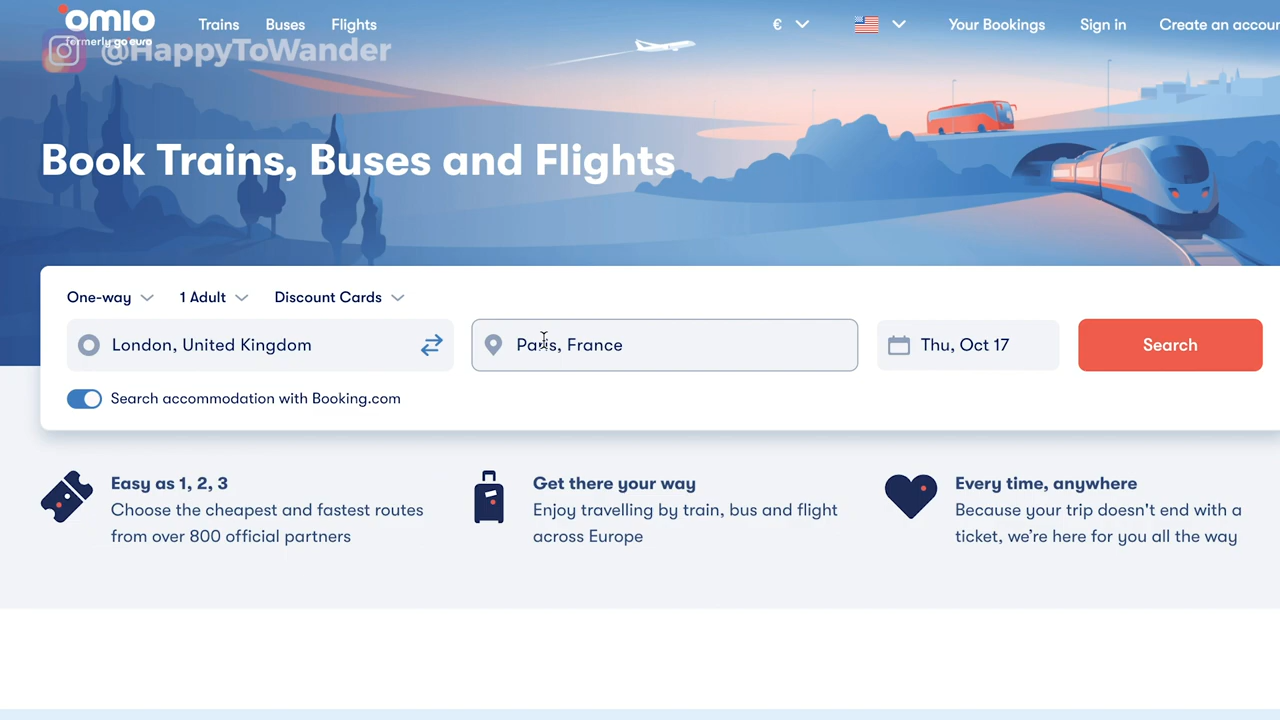 omio
formerly goeuro
Trains
Buses
Flights
€
Your Bookings
Sign in
Create an accoun
@HappyToWander
Book Trains, Buses and Flights
One-way
1 Adult
Discount Cards
London, United Kingdom
Paris, France
Thu, Oct 17
Search
Search accommodation with Booking.com
Easy as 1, 2, 3
Choose the cheapest and fastest routes
from over 800 official partners
Get there your way
Enjoy travelling by train, bus and flight
across Europe
Every time, anywhere
Because your trip doesn't end with a
ticket, we're here for you all the way